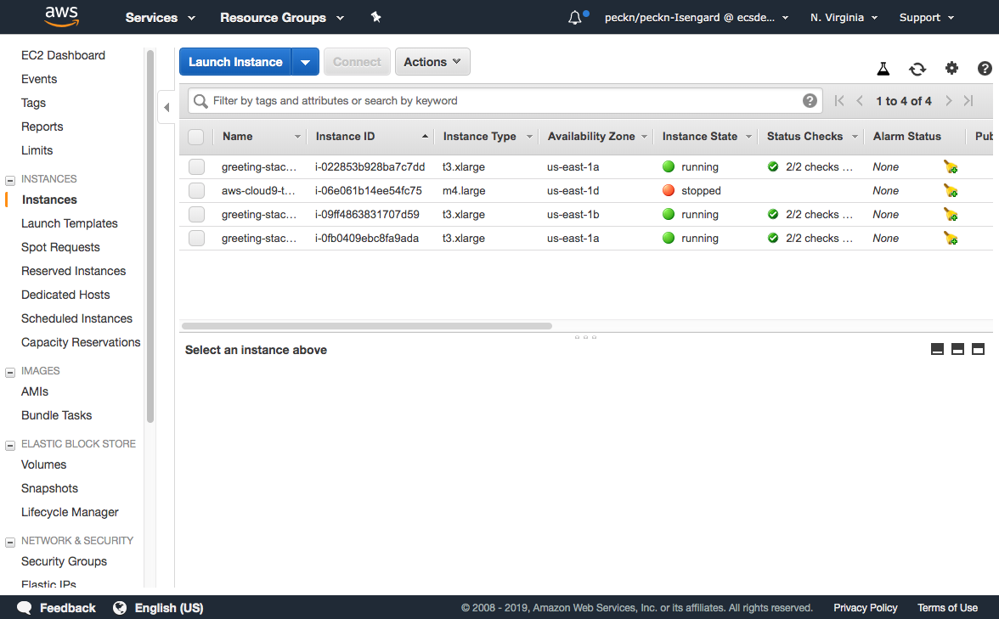 aws Services Resource Groups peckn/peckn-Isengard @ ecsde... N. Virginia Support
EC2 Dashboard
Events
Tags
Reports
Limits
INSTANCES
Instances
Launch Templates
Spot Requests
Reserved Instances
Dedicated Hosts
Scheduled Instances
Capacity Reservations
IMAGES
AMIs
Bundle Tasks
ELASTIC BLOCK STORE
Volumes
Snapshots
Lifecycle Manager
NETWORK & SECURITY
Security Groups
Elastic IPs
Launch Instance Connect Actions
Filter by tags and attributes or search by keyword ? 1 to 4 of 4
Name Instance ID Instance Type Availability Zone Instance State Status Checks Alarm Status Pub
greeting-stac... i-022853b928ba7c7dd t3.xlarge us-east-1a running 2/2 checks ... None
aws-cloud9-t... i-06e061b14ee54fc75 m4.large us-east-1d stopped None
greeting-stac... i-09ff4863831707d59 t3.xlarge us-east-1b running 2/2 checks ... None
greeting-stac... i-0fb0409ebc8fa9ada t3.xlarge us-east-1a running 2/2 checks ... None
Select an instance above
Feedback English (US) © 2008 - 2019, Amazon Web Services, Inc. or its affiliates. All rights reserved. Privacy Policy Terms of Use